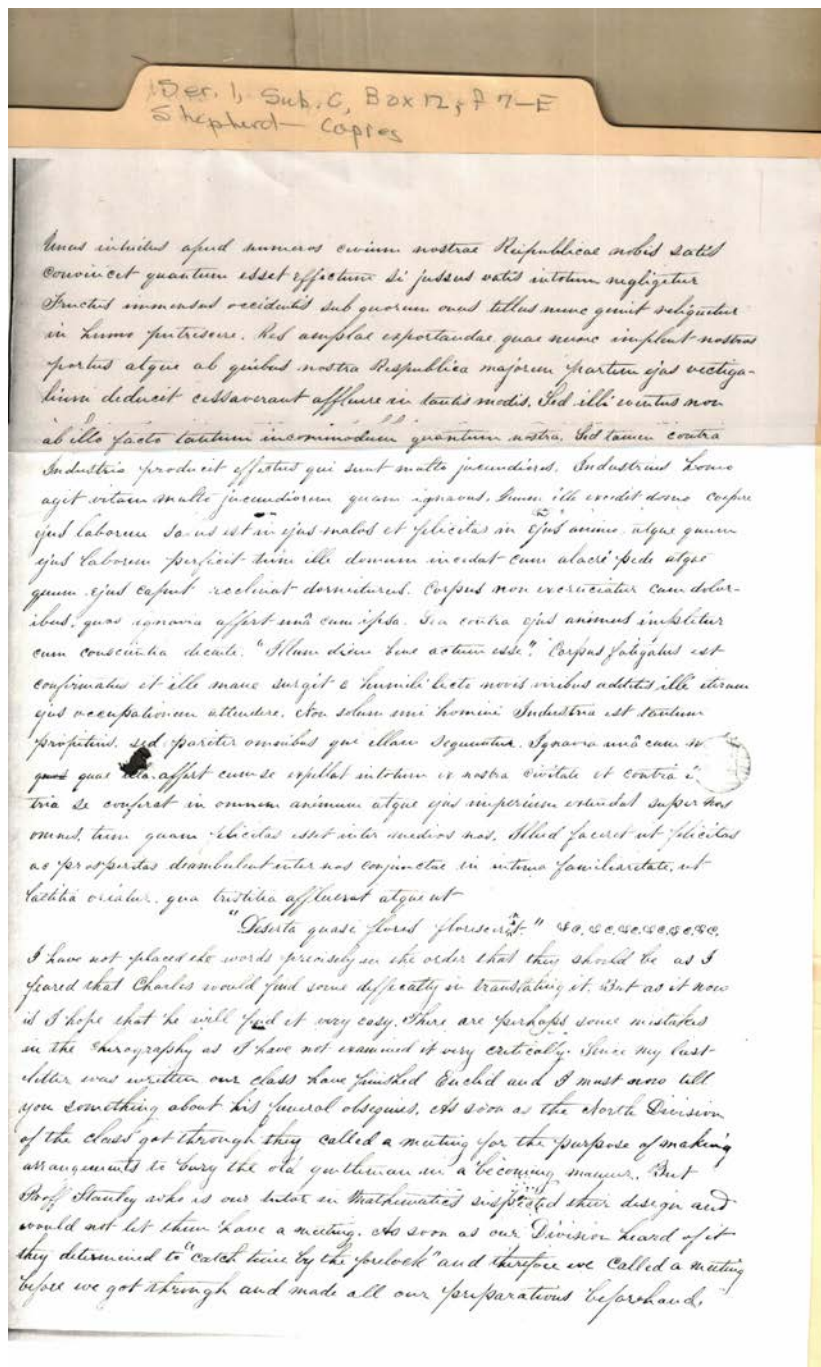 Ser. 1, Sub. C, Box 12, F 7-E
Shepherd - Copies
Unus intuitus apud numeros civium nostrae Reipublicae nobis satis
convincet quantum esset effectum si jussus vatis intotum negligetur
Fructus immensus occidentis sub quorum onus tellus nunc gemit reliquetur
in humo putriscere. Res amplae exportandae quae nunc implent nostros
portus atque ab quibus nostra Respublica majorem partem ejus vectiga-
lium deducit cessaverant affluere in tantis modis. Sed illi eventus non
ab illo facto tantum incommodum quantum nostra. Sed tamen contra
Industria producit effectus qui sunt multo jucundiores. Industrius homo
agit vitam multo jucundiorem quam ignavus. Quum ille excedit domo coepere
ejus laborem in ejus malas et felicitas in ejus animo, atque quum
ejus laborem perficit tum ille domum incedat cum alacre pede atque
quum ejus caput reclinat dormiturus. Corpus non excruciatur cum dolor-
ibus, quos ignavia affert unâ cum ipsa. Sed contra ejus animus impletur
cum conscientia dicante. "Illum diem bene actum esse". Corpus fatigatus est
confirmatus et ille mane surgit e humili lecto novis viribus additis, ille iterum
ejus occupationem attendere. Non solum uni homini Industria est tantum
propitius, sed pariter omnibus qui illam sequuntur. Ignavia unâ cum
quae affert cum se expellat intotum ex nostra civitate et contra
tria se conferet in omnem animum atque ejus imperium extendat super nos
omnes, tum quam felicitas esset inter medios nos. Illud faceret ut felicitas
ac prosperitas deambulent inter nos conjunctae in intima familiaritate, ut
laetitia oriatur, qua tristitia affluerat atque ut
"Deserta quasi flores floriscent." &c. &c. &c. &c. &c. &c.
I have not placed the words precisely in the order that they should be as I
feared that Charles would find some difficulty in translating it. But as it now
is I hope that he will find it very easy. There are perhaps some mistakes
in the chirography as I have not examined it very critically. Since my last
letter was written our class have finished Euclid and I must now tell
you something about his funeral obsequies. As soon as the North Division
of the class got through they called a meeting for the purpose of making
arrangements to bury the old gentleman in a becoming manner. But
Proff Stanley who is our tutor in Mathematics suspected their design and
would not let them have a meeting. As soon as our Division heard of it
they determined to "catch time by the forelock" and therefore we called a meeting
before we got through and made all our preparations beforehand.